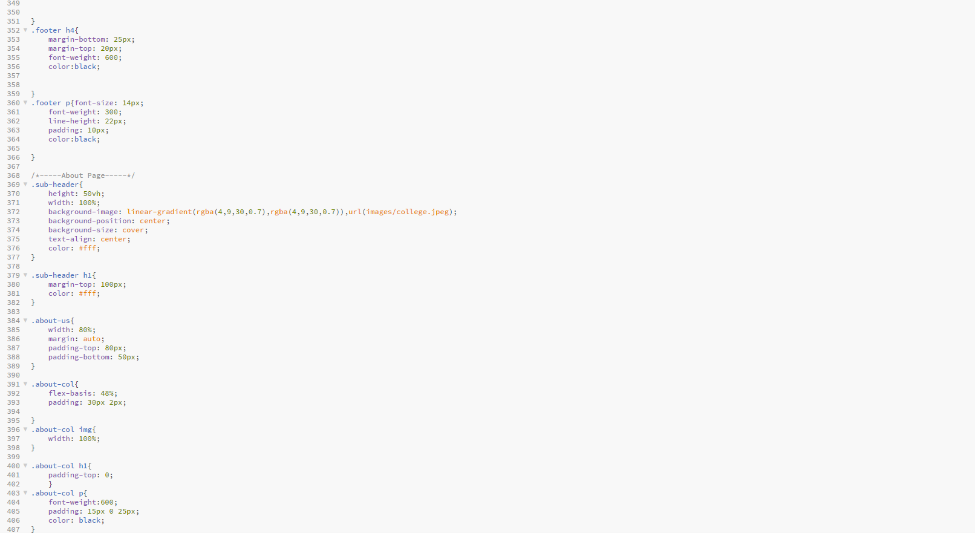 349
350
351 }
352 .footer h4{
353 margin-bottom: 25px;
354 margin-top: 20px;
355 font-weight: 600;
356 color:black;
357
358
359 }
360 .footer p{font-size: 14px;
361 font-weight: 300;
362 line-height: 22px;
363 padding: 10px;
364 color:black;
365
366 }
367
368 /*-----About Page-----*/
369 .sub-header{
370 height: 50vh;
371 width: 100%;
372 background-image: linear-gradient(rgba(4,9,30,0.7),rgba(4,9,30,0.7)),url(images/college.jpeg);
373 background-position: center;
374 background-size: cover;
375 text-align: center;
376 color: #fff;
377 }
378
379 .sub-header h1{
380 margin-top: 100px;
381 color: #fff;
382 }
383
384 .about-us{
385 width: 80%;
386 margin: auto;
387 padding-top: 80px;
388 padding-bottom: 50px;
389 }
390
391 .about-col{
392 flex-basis: 48%;
393 padding: 30px 2px;
394
395 }
396 .about-col img{
397 width: 100%;
398 }
399
400 .about-col h1{
401 padding-top: 0;
402 }
403 .about-col p{
404 font-weight:600;
405 padding: 15px 0 25px;
406 color: black;
407 }